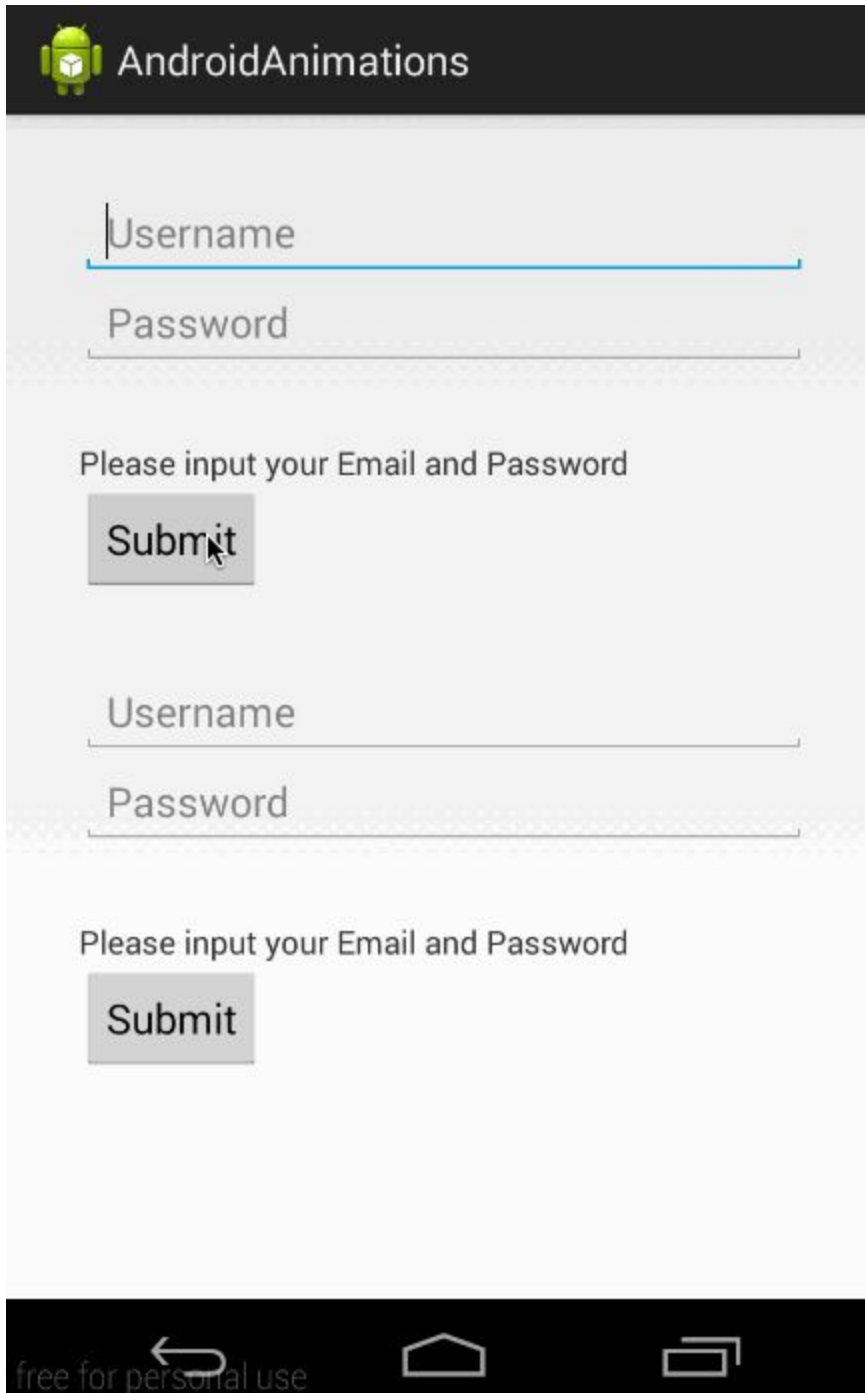 AndroidAnimations
Username
Password
Please input your Email and Password
Submit
Username
Password
Please input your Email and Password
Submit
free for personal use